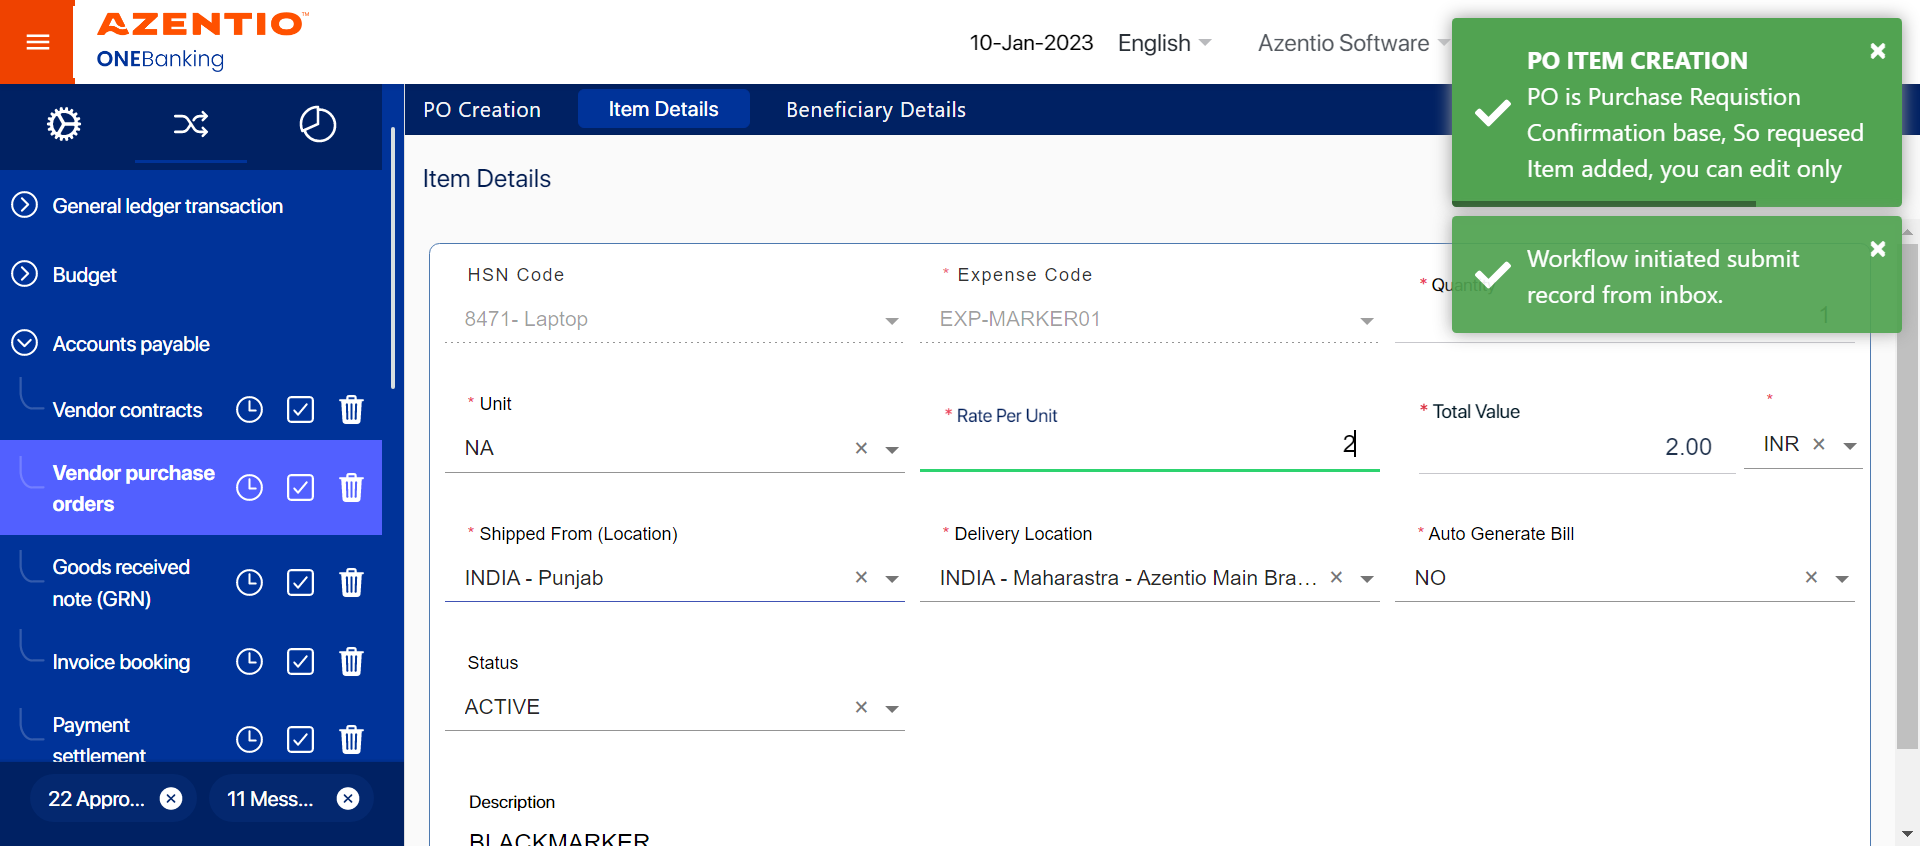 AZENTIO™
ONEBanking
10-Jan-2023
English
Azentio Software
PO ITEM CREATION
PO is Purchase Requistion
Confirmation base, So requesed
Item added, you can edit only
Workflow initiated submit
record from inbox.
General ledger transaction
Budget
Accounts payable
Vendor contracts
Vendor purchase
orders
Goods received
note (GRN)
Invoice booking
Payment
settlement
22 Appro...
11 Mess...
PO Creation
Item Details
Beneficiary Details
Item Details
HSN Code
8471- Laptop
* Expense Code
EXP-MARKER01
* Quantity
1
* Unit
NA
* Rate Per Unit
2
* Total Value
2.00
*
INR
* Shipped From (Location)
INDIA - Punjab
* Delivery Location
INDIA - Maharastra - Azentio Main Bra...
* Auto Generate Bill
NO
Status
ACTIVE
Description
BLACKMARKER